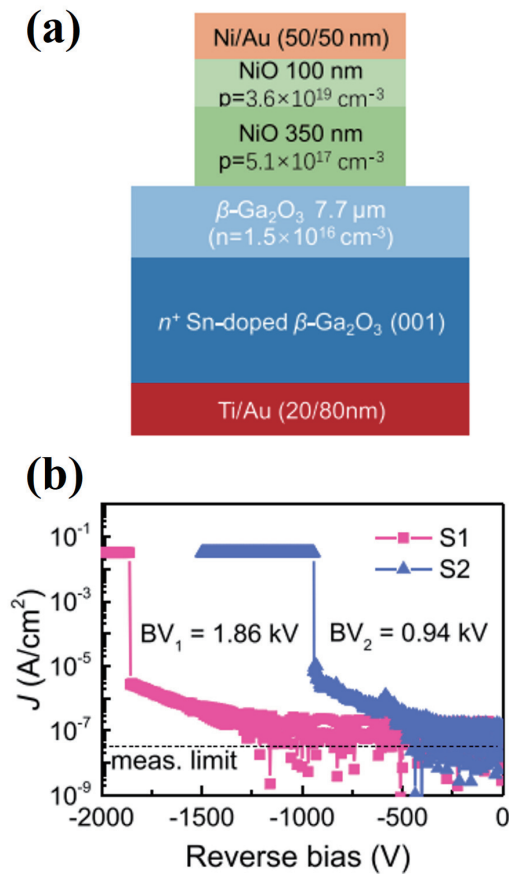 (a)
Ni/Au (50/50 nm)
NiO 100 nm
p=3.6×10¹⁹ cm⁻³
NiO 350 nm
p=5.1×10¹⁷ cm⁻³
β-Ga₂O₃ 7.7 μm
(n=1.5×10¹⁶ cm⁻³)
n⁺ Sn-doped β-Ga₂O₃ (001)
Ti/Au (20/80nm)
(b)
10⁻¹
10⁻³
10⁻⁵
10⁻⁷
10⁻⁹
J (A/cm²)
S1
S2
BV₁ = 1.86 kV
BV₂ = 0.94 kV
meas. limit
-2000
-1500
-1000
-500
0
Reverse bias (V)